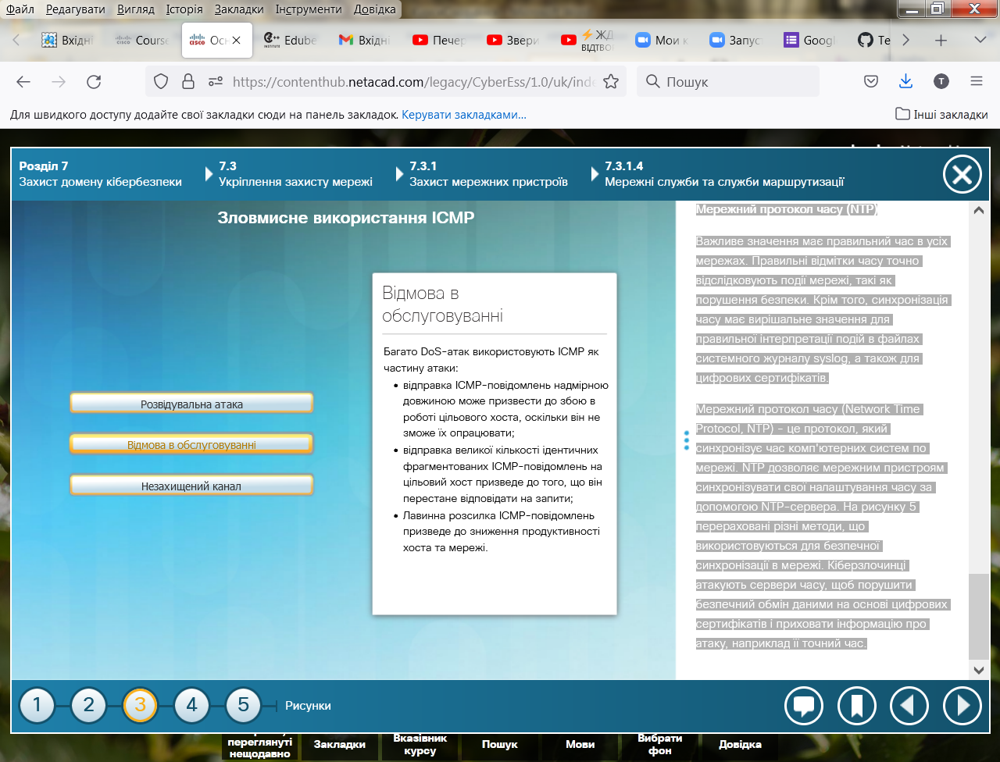 Файл Редагувати Вигляд Історія Закладки Інструменти Довідка
Вхідні
Course
Осн
Edube
Вхідні
Печер
Звери
ЖД
ВІДТВО
Мои к
Запус
Googl
Te
https://contenthub.netacad.com/legacy/CyberEss/1.0/uk/inde
Пошук
T
Для швидкого доступу додайте свої закладки сюди на панель закладок. Керувати закладками…
Інші закладки
Розділ 7
Захист домену кібербезпеки
7.3
Укріплення захисту мережі
7.3.1
Захист мережних пристроїв
7.3.1.4
Мережні служби та служби маршрутизації
Зловмисне використання ICMP
Розвідувальна атака
Відмова в обслуговуванні
Незахищений канал
Відмова в
обслуговуванні
Багато DoS-атак використовують ICMP як
частину атаки:
• відправка ICMP-повідомлень надмірною
довжиною може призвести до збою в
роботі цільового хоста, оскільки він не
зможе їх опрацювати;
• відправка великої кількості ідентичних
фрагментованих ICMP-повідомлень на
цільовий хост призведе до того, що він
перестане відповідати на запити;
• Лавинна розсилка ICMP-повідомлень
призведе до зниження продуктивності
хоста та мережі.
Мережний протокол часу (NTP)
Важливе значення має правильний час в усіх
мережах. Правильні відмітки часу точно
відслідковують події мережі, такі як
порушення безпеки. Крім того, синхронізація
часу має вирішальне значення для
правильної інтерпретації подій в файлах
системного журналу syslog, а також для
цифрових сертифікатів.
Мережний протокол часу (Network Time
Protocol, NTP) - це протокол, який
синхронізує час комп'ютерних систем по
мережі. NTP дозволяє мережним пристроям
синхронізувати свої налаштування часу за
допомогою NTP-сервера. На рисунку 5
перераховані різні методи, що
використовуються для безпечної
синхронізації в мережі. Кіберзлочинці
атакують сервери часу, щоб порушити
безпечний обмін даними на основі цифрових
сертифікатів і приховати інформацію про
атаку, наприклад її точний час.
1 2 3 4 5 Рисунки
переглянуті
нещодавно
Закладки
Вказівник
курсу
Пошук
Мови
Вибрати
фон
Довідка